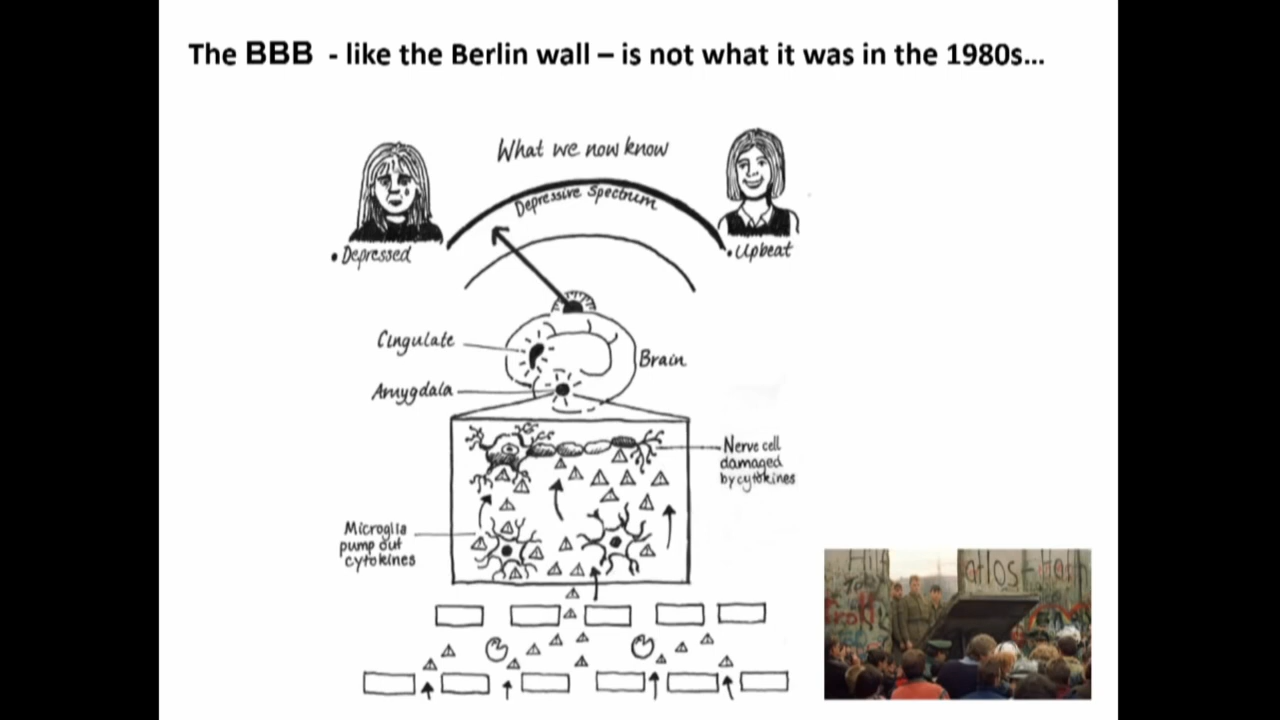 The BBB - like the Berlin wall – is not what it was in the 1980s...
What we now know
Depressive Spectrum
• Depressed
• Upbeat
Cingulate
Brain
Amygdala
Nerve cell
damaged
by cytokines
Microglia
pump out
cytokines